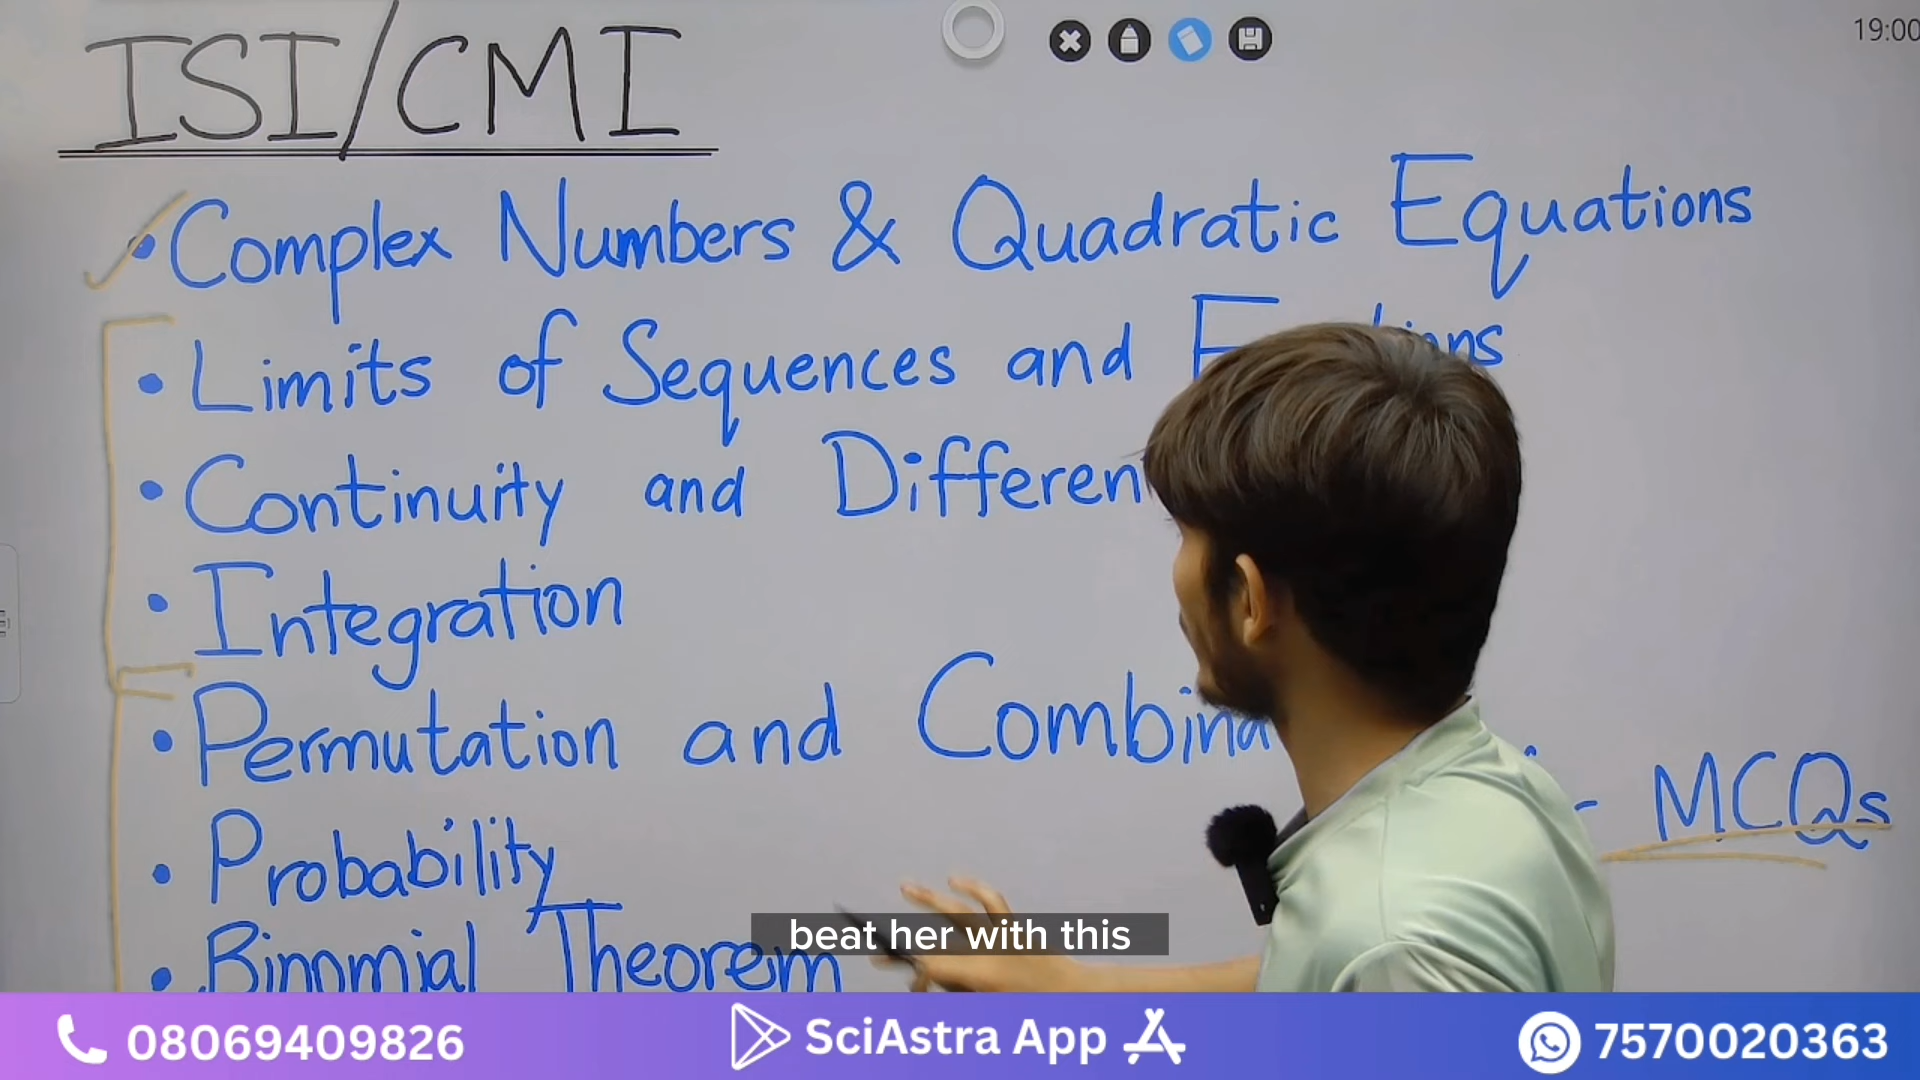 ISI/CMI
19:00
• Complex Numbers & Quadratic Equations
• Limits of Sequences and
• Continuity and Differen
• Integration
• Permutation and Combina
- MCQs
• Probability
• Binomial Theorem
beat her with this
08069409826
SciAstra App
7570020363